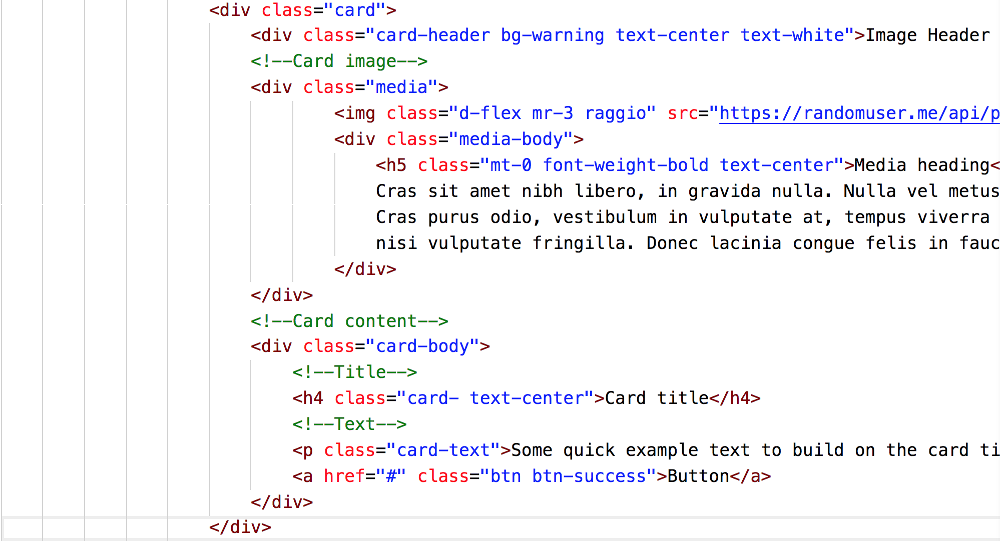 <div class="card">
<div class="card-header bg-warning text-center text-white">Image Header
<!--Card image-->
<div class="media">
<img class="d-flex mr-3 raggio" src="https://randomuser.me/api/p
<div class="media-body">
<h5 class="mt-0 font-weight-bold text-center">Media heading<
Cras sit amet nibh libero, in gravida nulla. Nulla vel metus
Cras purus odio, vestibulum in vulputate at, tempus viverra
nisi vulputate fringilla. Donec lacinia congue felis in fauc
</div>
</div>
<!--Card content-->
<div class="card-body">
<!--Title-->
<h4 class="card- text-center">Card title</h4>
<!--Text-->
<p class="card-text">Some quick example text to build on the card ti
<a href="#" class="btn btn-success">Button</a>
</div>
</div>